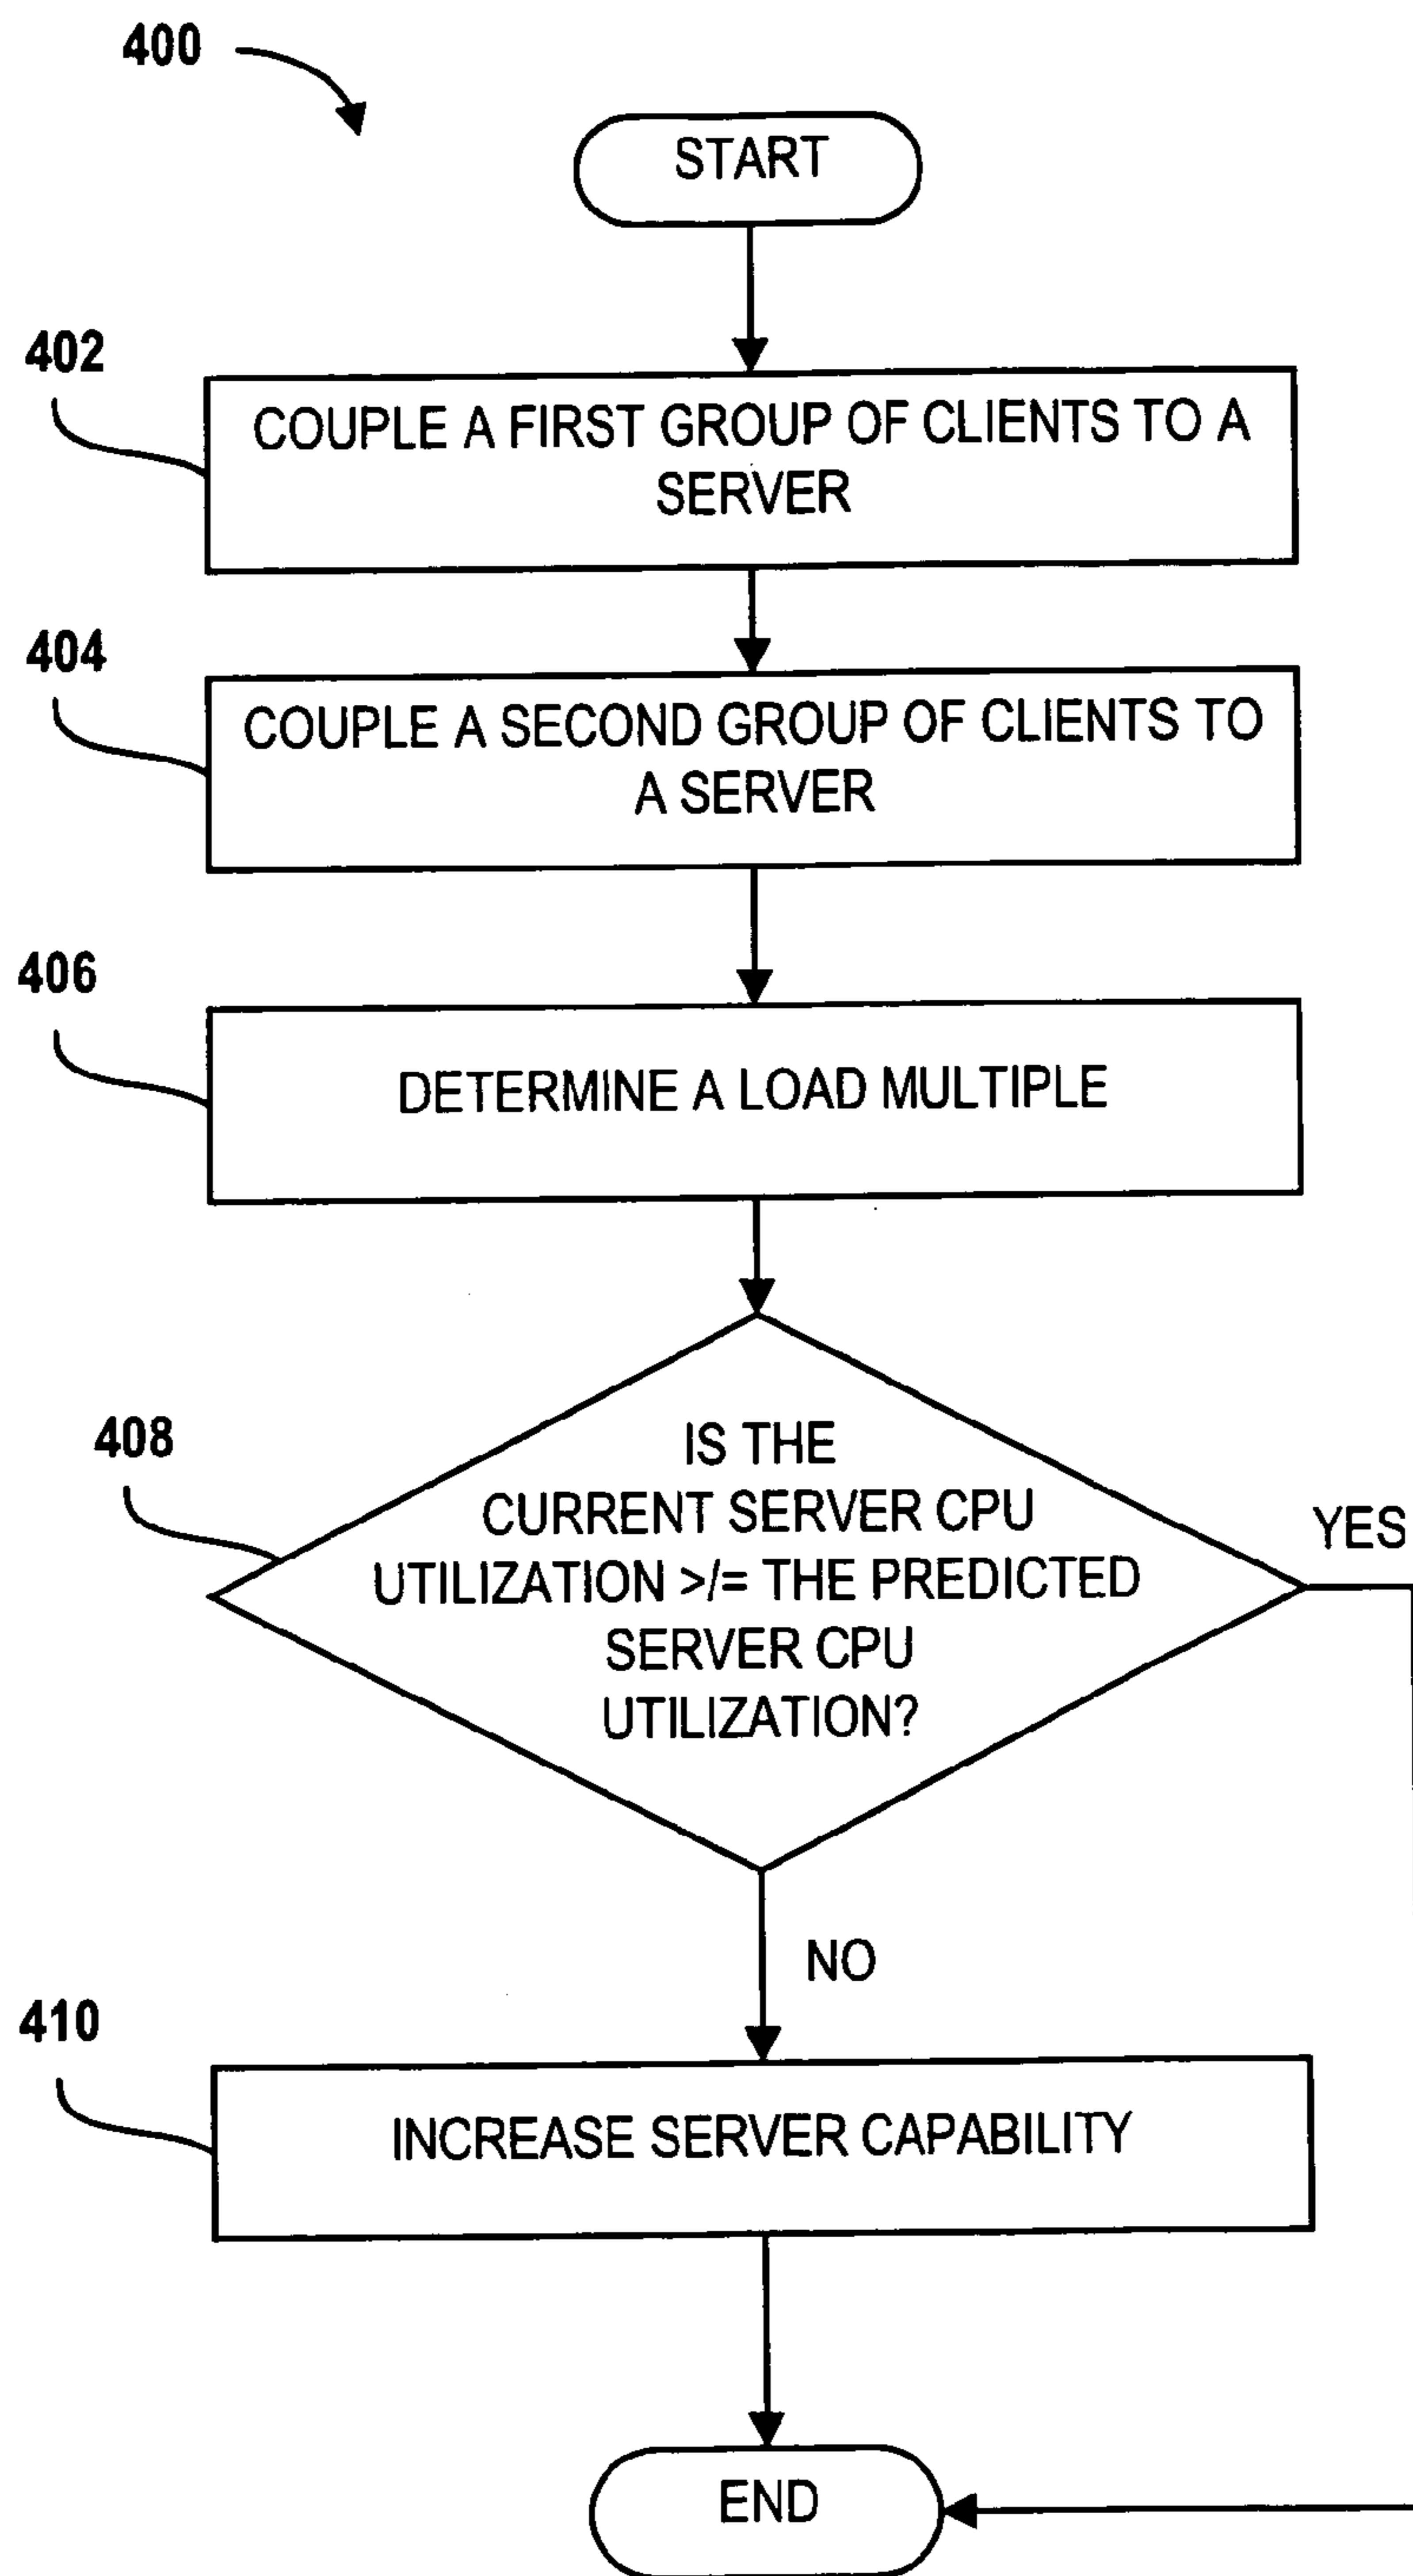 400
START
402
COUPLE A FIRST GROUP OF CLIENTS TO A
SERVER
404
COUPLE A SECOND GROUP OF CLIENTS TO
A SERVER
406
DETERMINE A LOAD MULTIPLE
408
IS THE
CURRENT SERVER CPU
UTILIZATION >/= THE PREDICTED
SERVER CPU
UTILIZATION?
YES
NO
410
INCREASE SERVER CAPABILITY
END